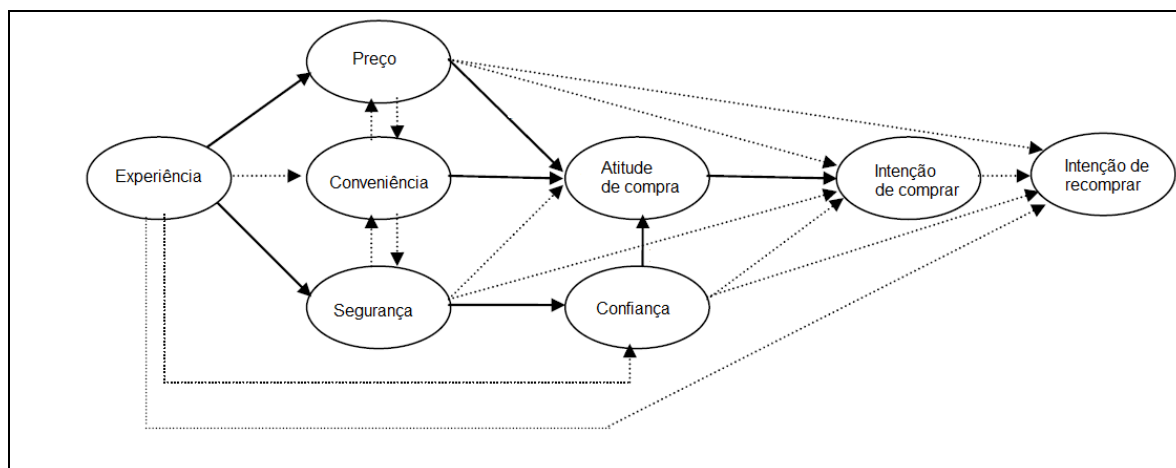 Preço
Experiência
Conveniência
Atitude
de compra
Intenção
de comprar
Intenção de
recomprar
Segurança
Confiança